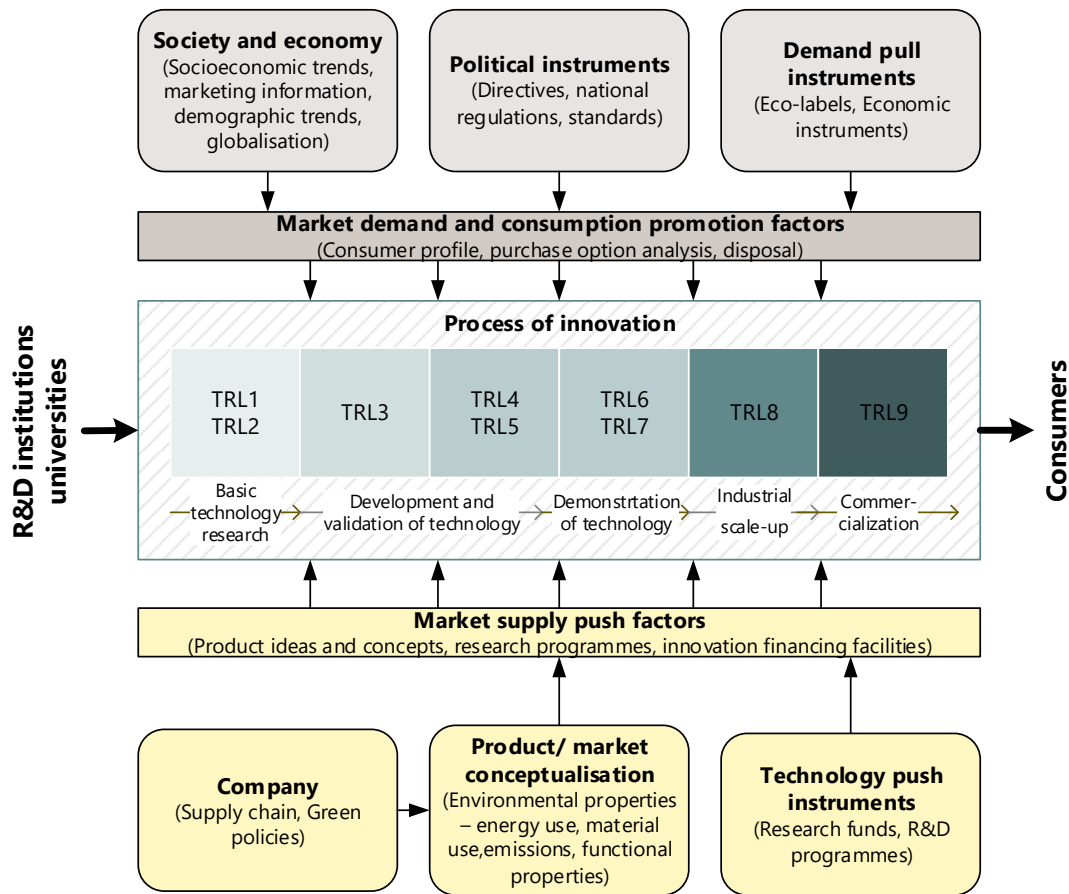 Society and economy
(Socioeconomic trends,
marketing information,
demographic trends,
globalisation)
Political instruments
(Directives, national
regulations, standards)
Demand pull
instruments
(Eco-labels, Economic
instruments)
Market demand and consumption promotion factors
(Consumer profile, purchase option analysis, disposal)
R&D institutions
universities
Process of innovation
TRL1
TRL2
TRL3
TRL4
TRL5
TRL6
TRL7
TRL8
TRL9
Basic
technology
research
Development and
validation of technology
Demonstrtation
of technology
Industrial
scale-up
Commer-
cialization
Consumers
Market supply push factors
(Product ideas and concepts, research programmes, innovation financing facilities)
Company
(Supply chain, Green
policies)
Product/ market
conceptualisation
(Environmental properties
– energy use, material
use,emissions, functional
properties)
Technology push
instruments
(Research funds, R&D
programmes)